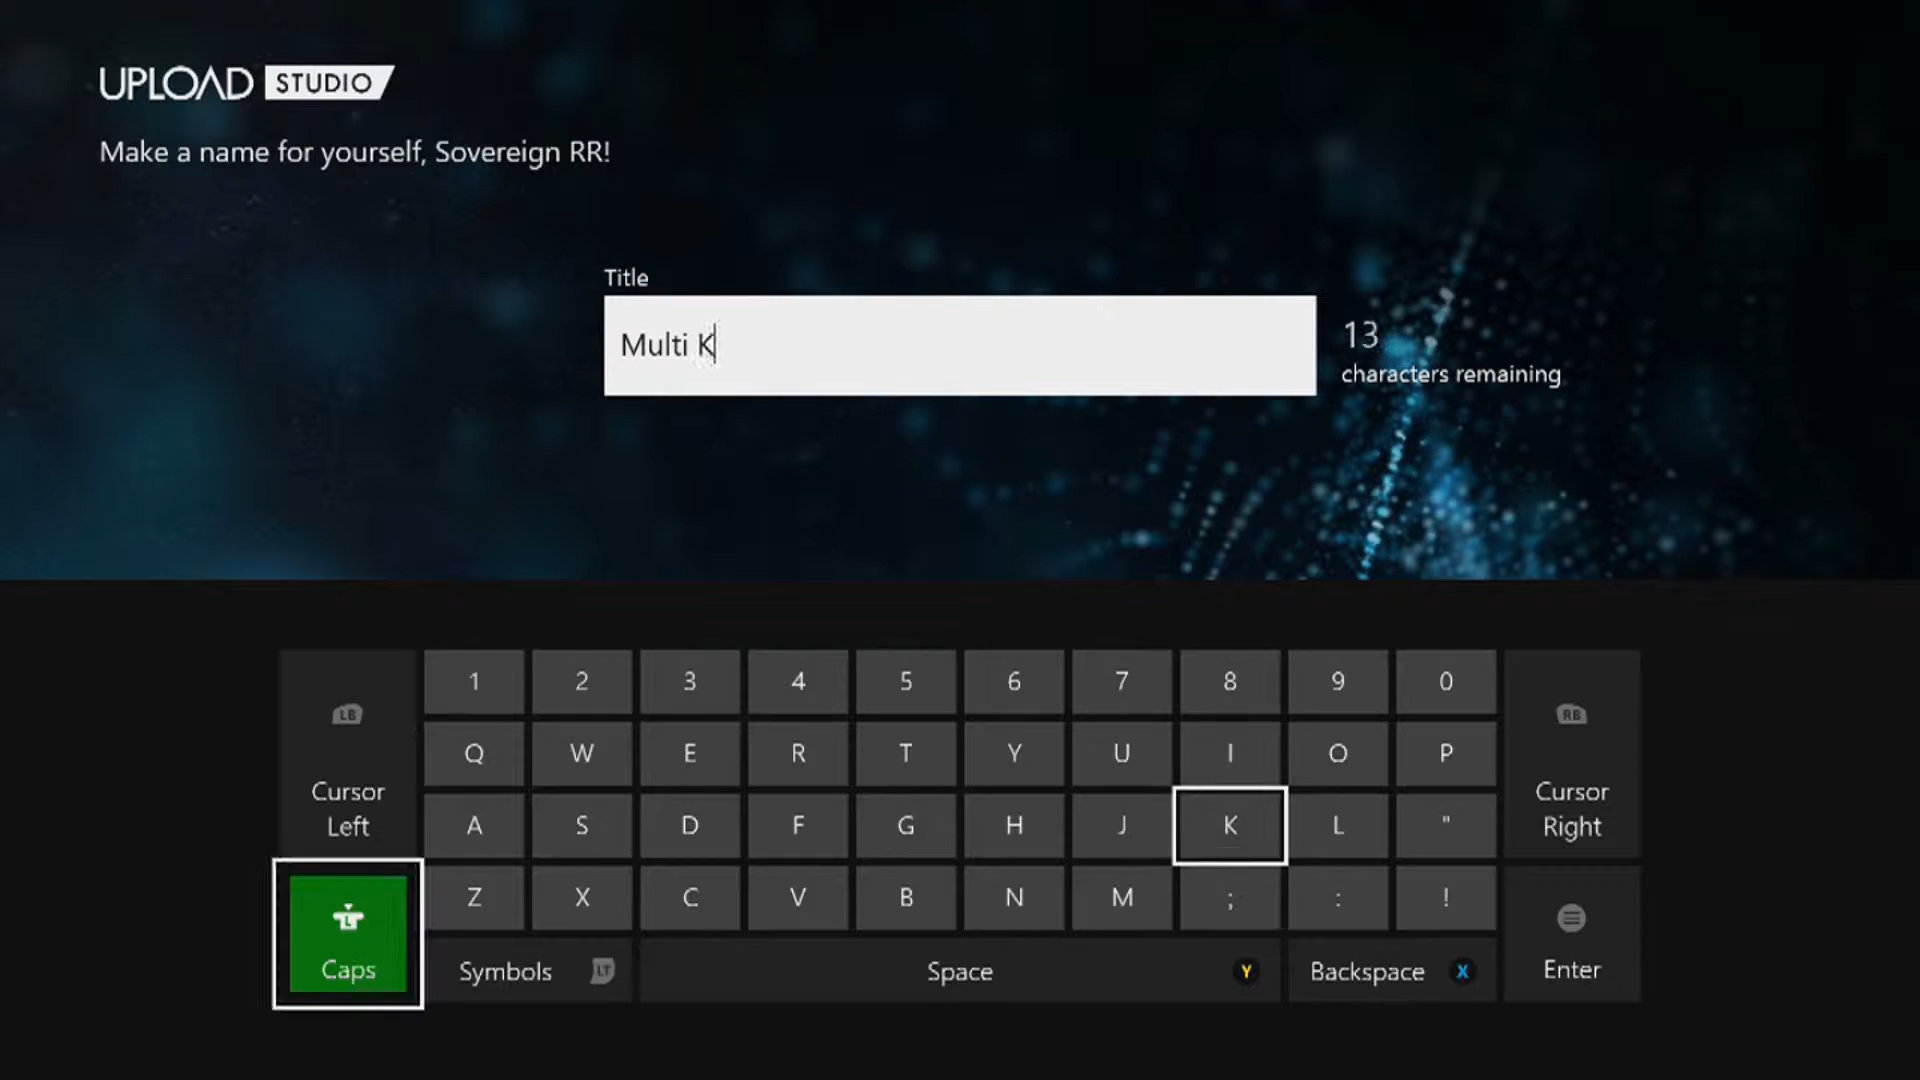 UPLOAD STUDIO
Make a name for yourself, Sovereign RR!
Title
Multi K
13
characters remaining
LB
Cursor
Left
1 2 3 4 5 6 7 8 9 0
Q W E R T Y U I O P
A S D F G H J K L "
Z X C V B N M ; : !
RB
Cursor
Right
L
Caps
Symbols LT
Space Y
Backspace X
Enter